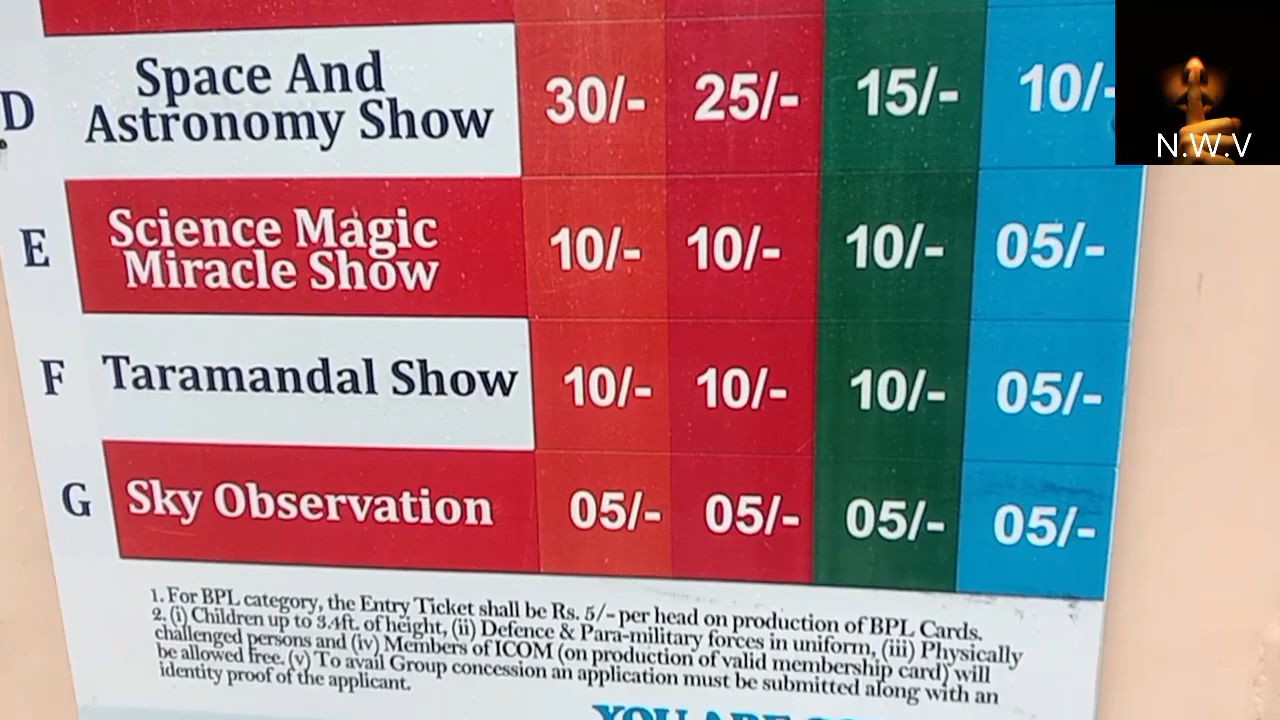 D Space And Astronomy Show 30/- 25/- 15/- 10/-
E Science Magic Miracle Show 10/- 10/- 10/- 05/-
F Taramandal Show 10/- 10/- 10/- 05/-
G Sky Observation 05/- 05/- 05/- 05/-
1. For BPL category, the Entry Ticket shall be Rs. 5/- per head on production of BPL Cards.
2. (i) Children up to 3.4ft. of height, (ii) Defence & Para-military forces in uniform, (iii) Physically
challenged persons and (iv) Members of ICOM (on production of valid membership card) will
be allowed free. (v) To avail Group concession an application must be submitted along with an
identity proof of the applicant.
YOU ARE
N.W.V